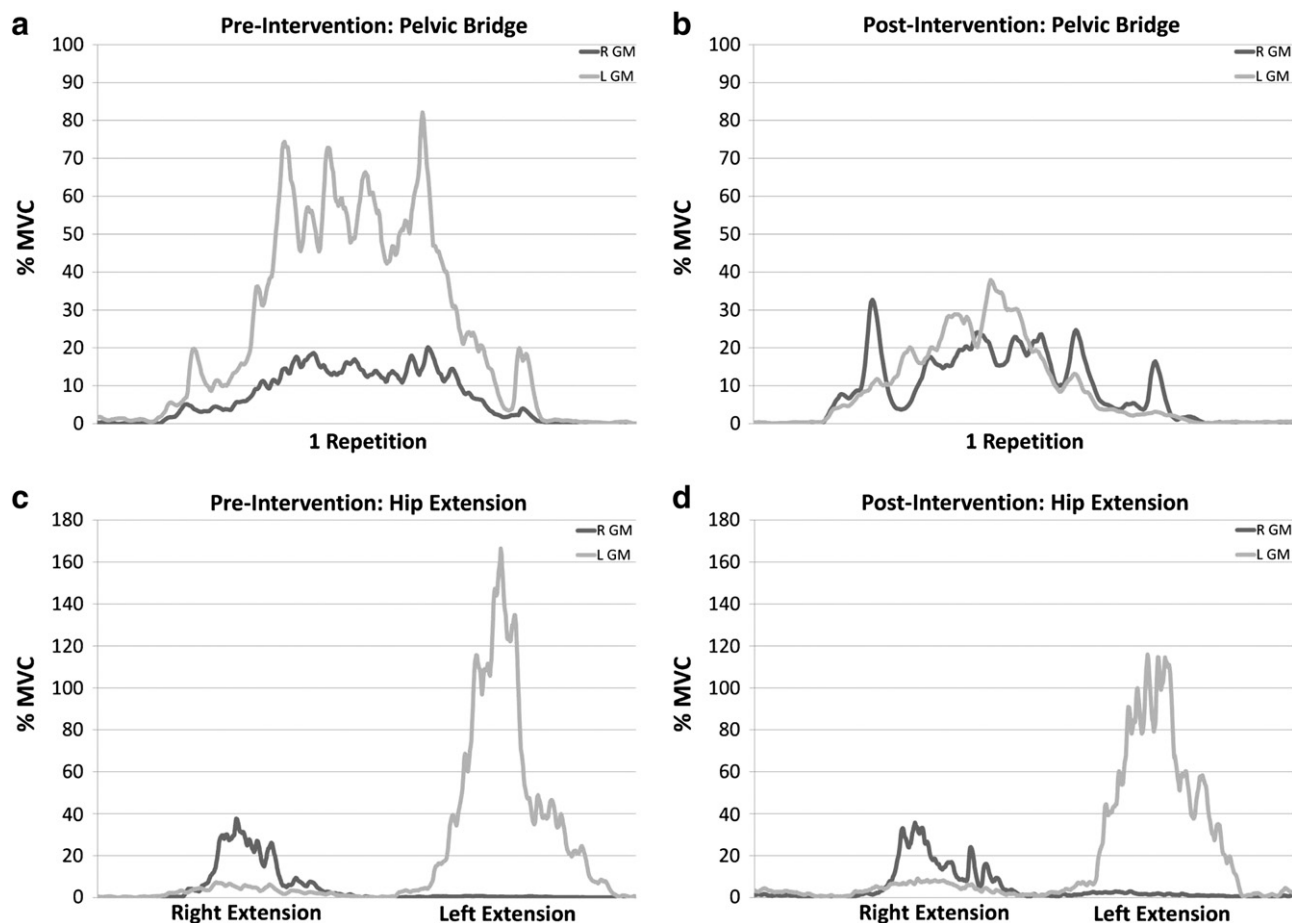 a
Pre-Intervention: Pelvic Bridge
100
90
80
70
60
50
40
30
20
10
0
% MVC
R GM
L GM
1 Repetition
b
Post-Intervention: Pelvic Bridge
100
90
80
70
60
50
40
30
20
10
0
% MVC
R GM
L GM
1 Repetition
c
Pre-Intervention: Hip Extension
180
160
140
120
100
80
60
40
20
0
% MVC
R GM
L GM
Right Extension
Left Extension
d
Post-Intervention: Hip Extension
180
160
140
120
100
80
60
40
20
0
% MVC
R GM
L GM
Right Extension
Left Extension